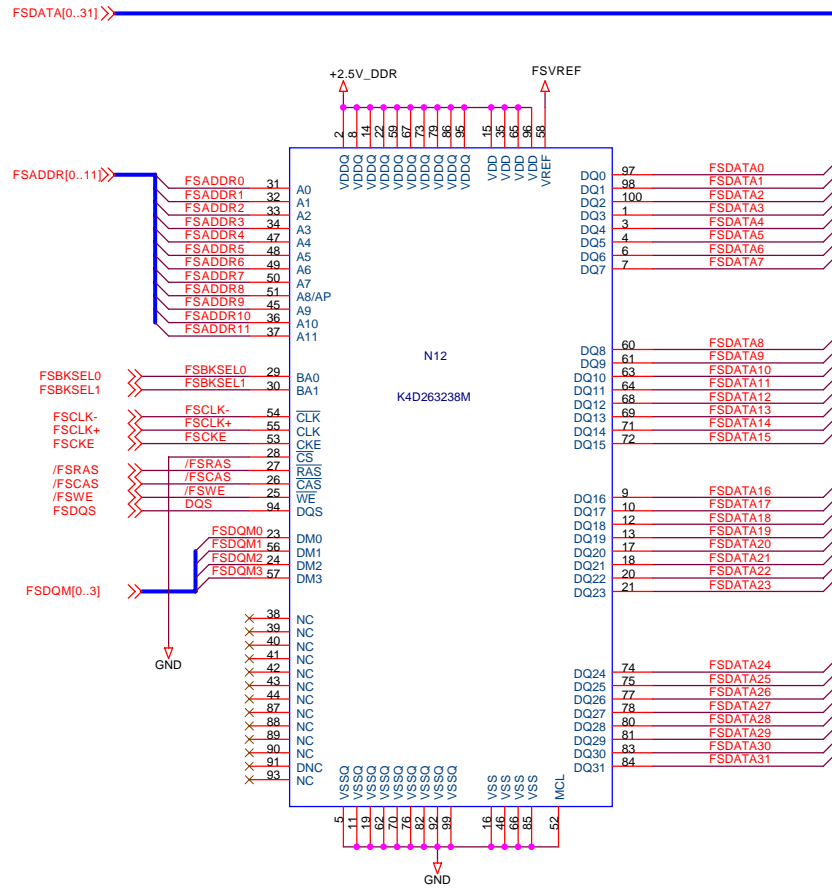 FSDATA[0..31]
+2.5V_DDR
FSVREF
2 8 14 22 59 67 73 79 86 95 15 35 65 96 58
VDDQ VDDQ VDDQ VDDQ VDDQ VDDQ VDDQ VDDQ VDDQ VDDQ VDD VDD VDD VDD VREF
FSADDR[0..11]
FSADDR0 31 A0
FSADDR1 32 A1
FSADDR2 33 A2
FSADDR3 34 A3
FSADDR4 47 A4
FSADDR5 48 A5
FSADDR6 49 A6
FSADDR7 50 A7
FSADDR8 51 A8/AP
FSADDR9 45 A9
FSADDR10 36 A10
FSADDR11 37 A11
FSBKSEL0 FSBKSEL0 29 BA0
FSBKSEL1 FSBKSEL1 30 BA1
FSCLK- FSCLK- 54 CLK
FSCLK+ FSCLK+ 55 CLK
FSCKE FSCKE 53 CKE
28 CS
/FSRAS /FSRAS 27 RAS
/FSCAS /FSCAS 26 CAS
/FSWE /FSWE 25 WE
FSDQS DQS 94 DQS
FSDQM0 23 DM0
FSDQM1 56 DM1
FSDQM2 24 DM2
FSDQM3 57 DM3
FSDQM[0..3]
GND
38 NC
39 NC
40 NC
41 NC
42 NC
43 NC
44 NC
87 NC
88 NC
89 NC
90 NC
91 DNC
93 NC
N12
K4D263238M
DQ0 97 FSDATA0
DQ1 98 FSDATA1
DQ2 100 FSDATA2
DQ3 1 FSDATA3
DQ4 3 FSDATA4
DQ5 4 FSDATA5
DQ6 6 FSDATA6
DQ7 7 FSDATA7
DQ8 60 FSDATA8
DQ9 61 FSDATA9
DQ10 63 FSDATA10
DQ11 64 FSDATA11
DQ12 68 FSDATA12
DQ13 69 FSDATA13
DQ14 71 FSDATA14
DQ15 72 FSDATA15
DQ16 9 FSDATA16
DQ17 10 FSDATA17
DQ18 12 FSDATA18
DQ19 13 FSDATA19
DQ20 17 FSDATA20
DQ21 18 FSDATA21
DQ22 20 FSDATA22
DQ23 21 FSDATA23
DQ24 74 FSDATA24
DQ25 75 FSDATA25
DQ26 77 FSDATA26
DQ27 78 FSDATA27
DQ28 80 FSDATA28
DQ29 81 FSDATA29
DQ30 83 FSDATA30
DQ31 84 FSDATA31
VSSQ VSSQ VSSQ VSSQ VSSQ VSSQ VSSQ VSSQ VSSQ VSS VSS VSS VSS MCL
5 11 19 62 70 76 82 92 99 16 46 66 85 52
GND